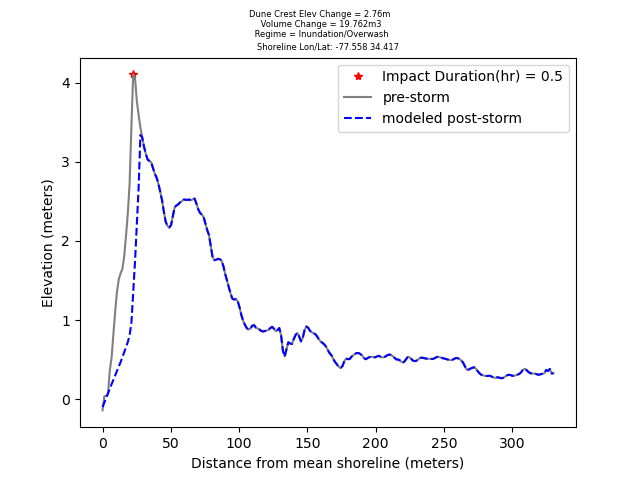 Dune Crest Elev Change = 2.76m
Volume Change = 19.762m3
Regime = Inundation/Overwash
Shoreline Lon/Lat: -77.558 34.417
Impact Duration(hr) = 0.5
pre-storm
modeled post-storm
4
3
2
1
0
Elevation (meters)
0 50 100 150 200 250 300
Distance from mean shoreline (meters)